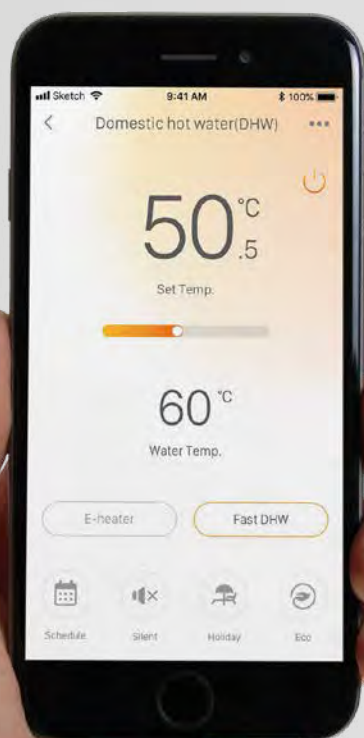 Sketch 9:41 AM 100%
Domestic hot water(DHW)
50.5 °C
Set Temp.
60 °C
Water Temp.
E-heater Fast DHW
Schedule Silent Holiday Eco